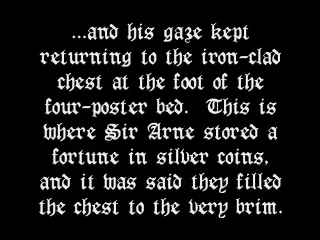 ...and his gaze kept
returning to the iron-clad
chest at the foot of the
four-poster bed. This is
where Sir Arne stored a
fortune in silver coins,
and it was said they filled
the chest to the very brim.